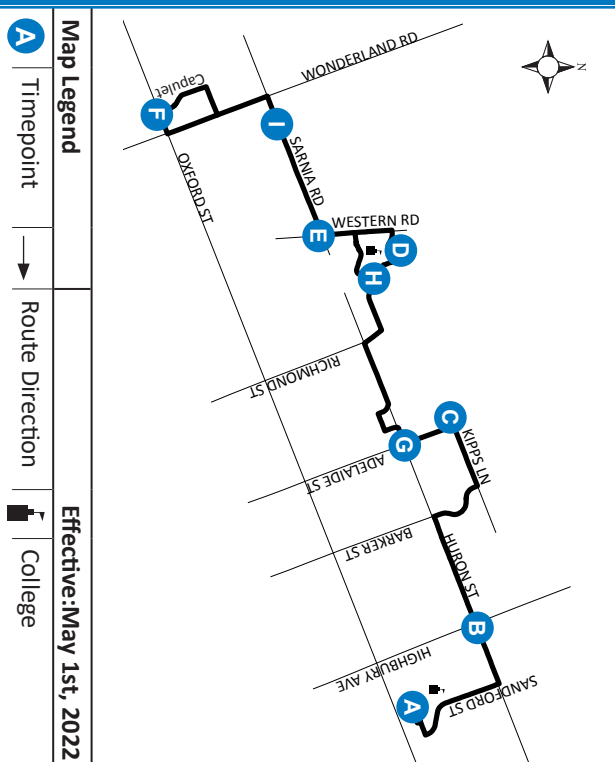 N
WONDERLAND RD
Capulet
F
I
SARNIA RD
OXFORD ST
WESTERN RD
E
D
H
RICHMOND ST
C
KIPPS LN
G
ADELAIDE ST
BARKER ST
HURON ST
B
HIGHBURY AVE
SANDFORD ST
A
Map Legend
Effective:May 1st, 2022
A Timepoint
Route Direction
College